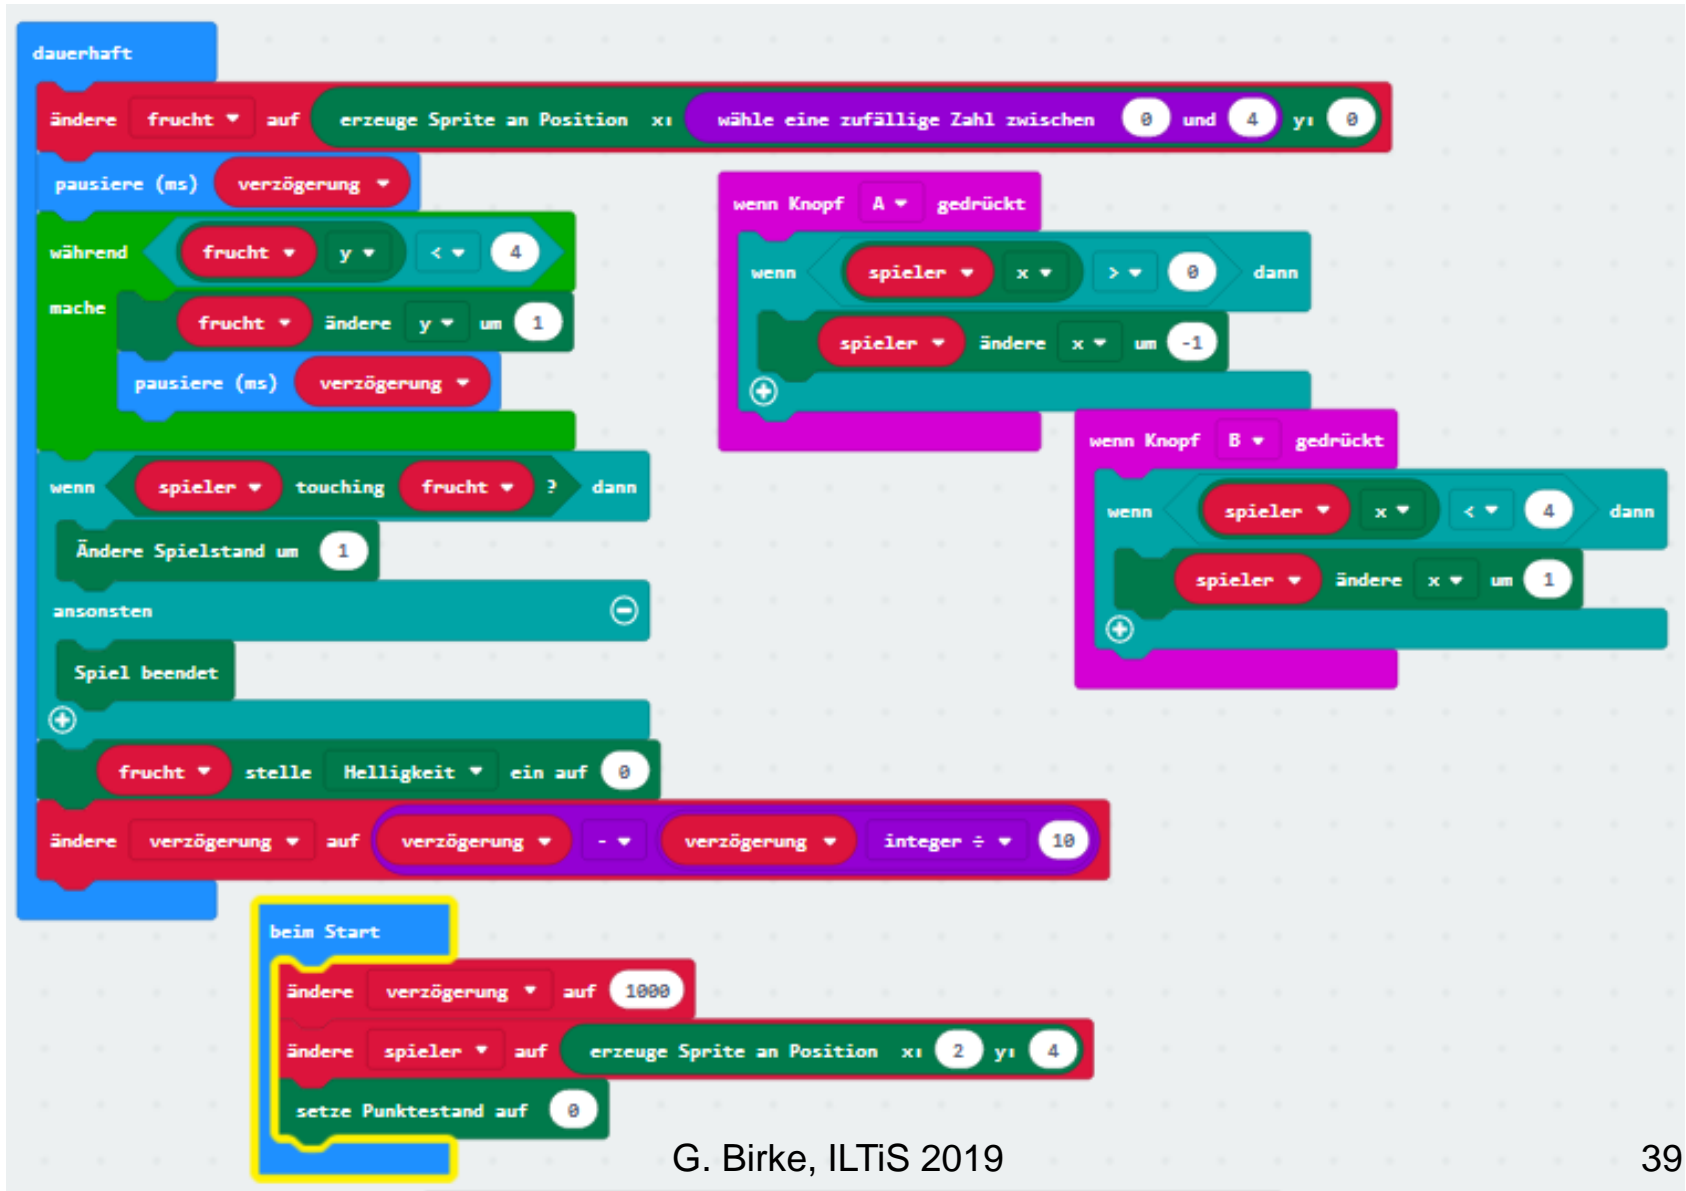 dauerhaft
ändere frucht auf erzeuge Sprite an Position x: wähle eine zufällige Zahl zwischen 0 und 4 y: 0
pausiere (ms) verzögerung
während frucht y < 4
mache frucht ändere y um 1
pausiere (ms) verzögerung
wenn spieler touching frucht ? dann
Ändere Spielstand um 1
ansonsten
Spiel beendet
frucht stelle Helligkeit ein auf 0
ändere verzögerung auf verzögerung - verzögerung integer ÷ 10
wenn Knopf A gedrückt
wenn spieler x > 0 dann
spieler ändere x um -1
wenn Knopf B gedrückt
wenn spieler x < 4 dann
spieler ändere x um 1
beim Start
ändere verzögerung auf 1000
ändere spieler auf erzeuge Sprite an Position x: 2 y: 4
setze Punktestand auf 0
G. Birke, ILTiS 2019
39